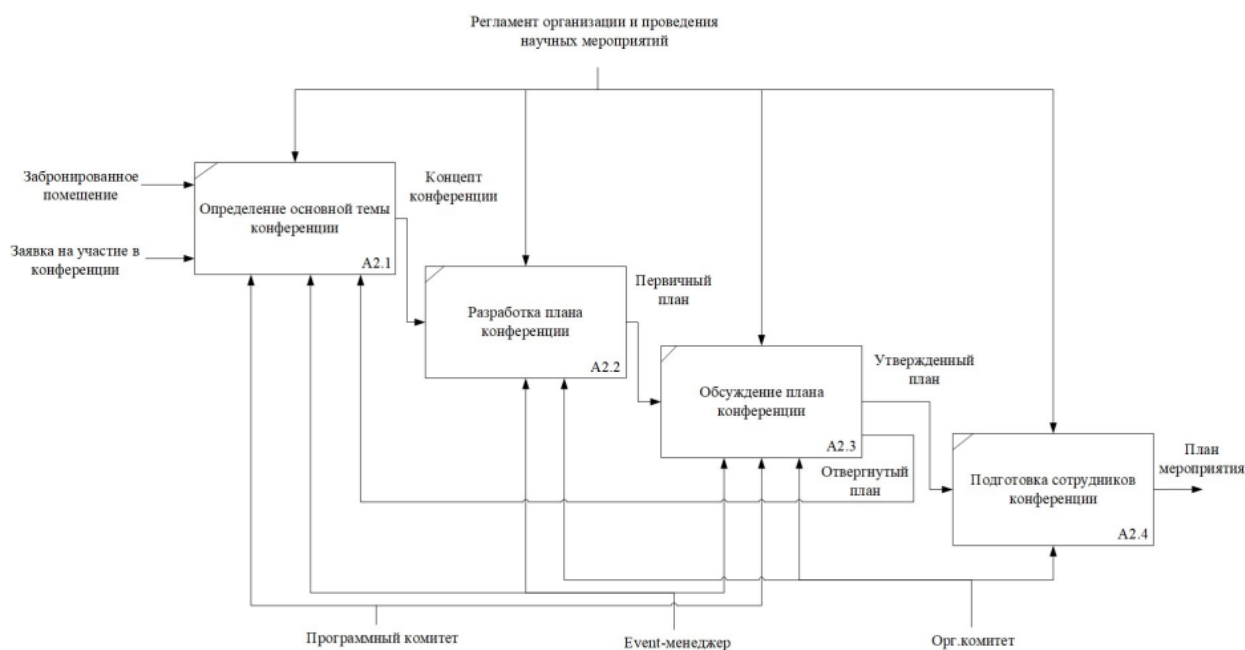 Регламент организации и проведения
научных мероприятий
Забронированное
помещение
Заявка на участие в
конференции
Определение основной темы
конференции
A2.1
Концепт
конференции
Разработка плана
конференции
A2.2
Первичный
план
Обсуждение плана
конференции
A2.3
Утвержденный
план
Отвергнутый
план
Подготовка сотрудников
конференции
A2.4
План
мероприятия
Программный комитет
Event-менеджер
Орг.комитет